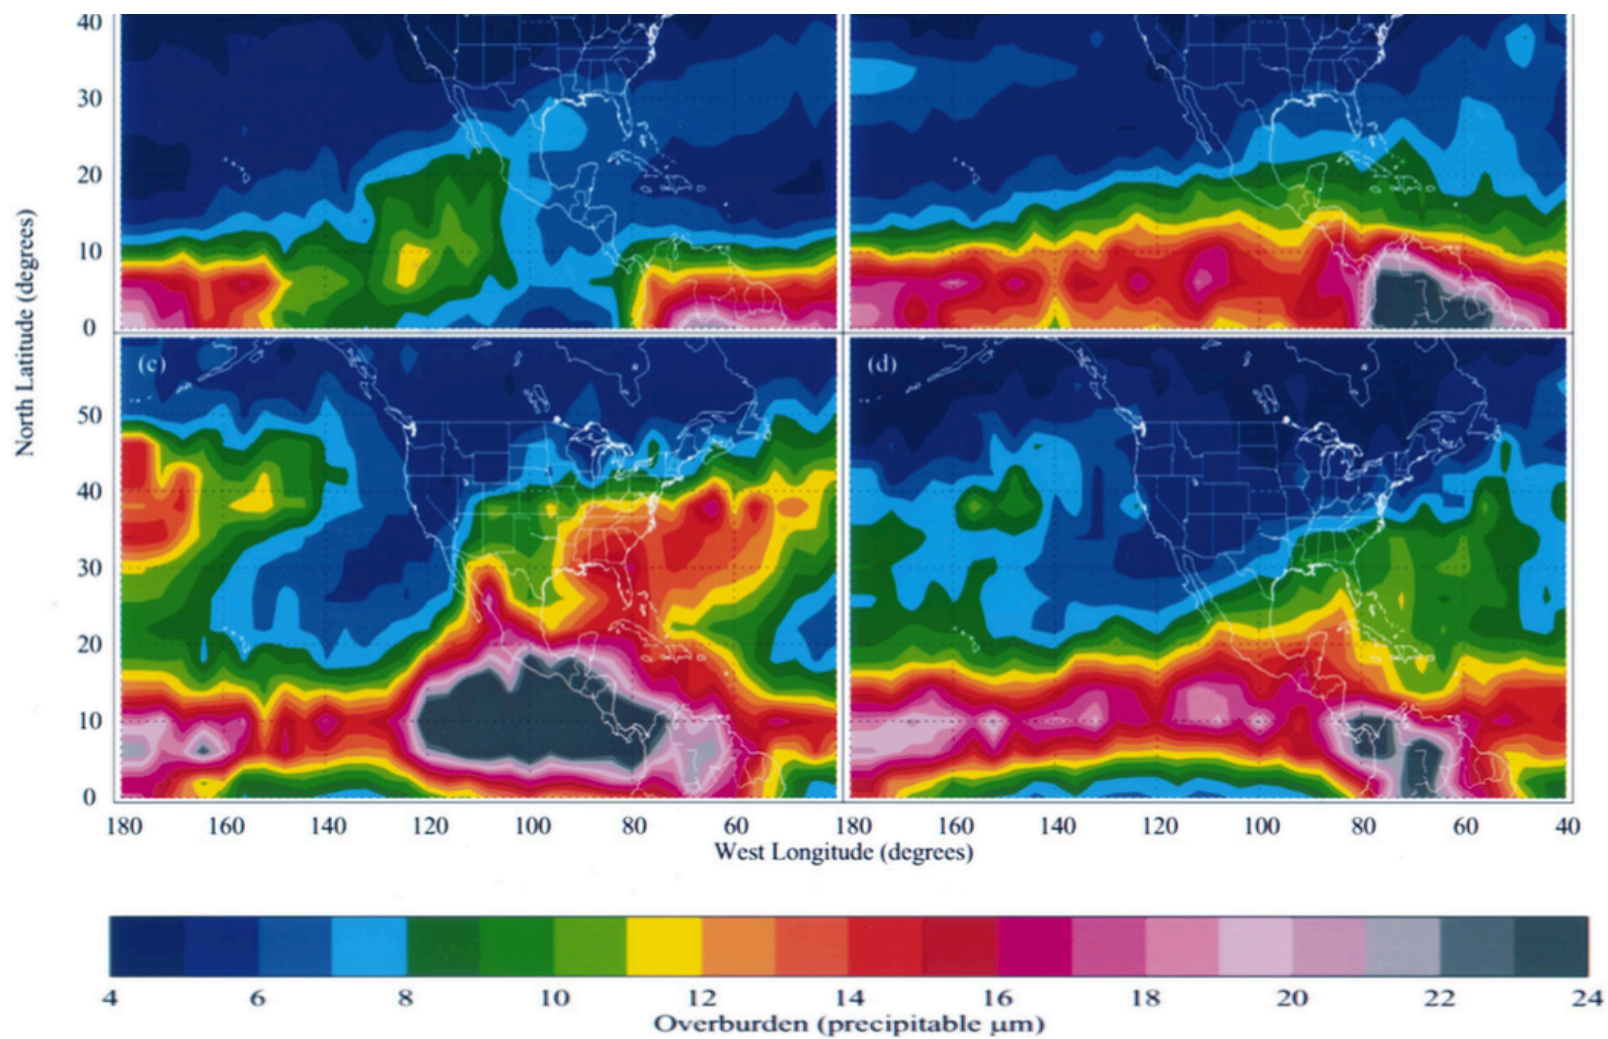 40
30
20
10
0
North Latitude (degrees)
(c)
(d)
50
40
30
20
10
0
180 160 140 120 100 80 60 180 160 140 120 100 80 60 40
West Longitude (degrees)
4 6 8 10 12 14 16 18 20 22 24
Overburden (precipitable μm)